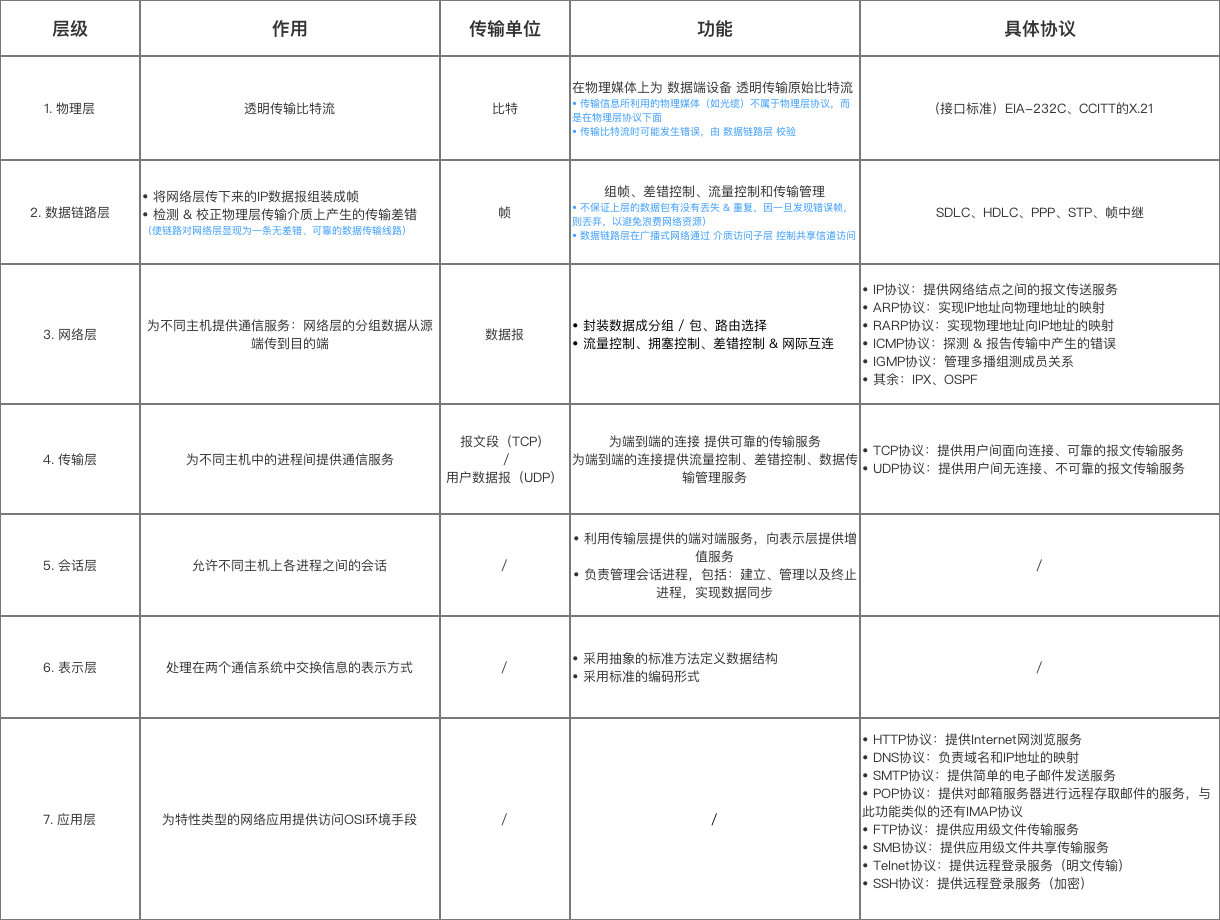 层级
作用
传输单位
功能
具体协议
1. 物理层
透明传输比特流
比特
在物理媒体上为 数据端设备 透明传输原始比特流
• 传输信息所利用的物理媒体（如光缆）不属于物理层协议，而
是在物理层协议下面
• 传输比特流时可能发生错误，由 数据链路层 校验
（接口标准）EIA-232C、CCITT的X.21
2. 数据链路层
• 将网络层传下来的IP数据报组装成帧
• 检测 & 校正物理层传输介质上产生的传输差错
（使链路对网络层显现为一条无差错、可靠的数据传输线路）
帧
组帧、差错控制、流量控制和传输管理
• 不保证上层的数据包有没有丢失 & 重复，因一旦发现错误帧，
则丢弃，以避免浪费网络资源）
• 数据链路层在广播式网络通过 介质访问子层 控制共享信道访问
SDLC、HDLC、PPP、STP、帧中继
3. 网络层
为不同主机提供通信服务：网络层的分组数据从源
端传到目的端
数据报
• 封装数据成分组 / 包、路由选择
• 流量控制、拥塞控制、差错控制 & 网际互连
• IP协议：提供网络结点之间的报文传送服务
• ARP协议：实现IP地址向物理地址的映射
• RARP协议：实现物理地址向IP地址的映射
• ICMP协议：探测 & 报告传输中产生的错误
• IGMP协议：管理多播组测成员关系
• 其余：IPX、OSPF
4. 传输层
为不同主机中的进程间提供通信服务
报文段（TCP）
/
用户数据报（UDP）
为端到端的连接 提供可靠的传输服务
为端到端的连接提供流量控制、差错控制、数据传
输管理服务
• TCP协议：提供用户间面向连接、可靠的报文传输服务
• UDP协议：提供用户间无连接、不可靠的报文传输服务
5. 会话层
允许不同主机上各进程之间的会话
/
• 利用传输层提供的端对端服务，向表示层提供增
值服务
• 负责管理会话进程，包括：建立、管理以及终止
进程，实现数据同步
/
6. 表示层
处理在两个通信系统中交换信息的表示方式
/
• 采用抽象的标准方法定义数据结构
• 采用标准的编码形式
/
7. 应用层
为特性类型的网络应用提供访问OSI环境手段
/
/
• HTTP协议：提供Internet网浏览服务
• DNS协议：负责域名和IP地址的映射
• SMTP协议：提供简单的电子邮件发送服务
• POP协议：提供对邮箱服务器进行远程存取邮件的服务，与
此功能类似的还有IMAP协议
• FTP协议：提供应用级文件传输服务
• SMB协议：提供应用级文件共享传输服务
• Telnet协议：提供远程登录服务（明文传输）
• SSH协议：提供远程登录服务（加密）